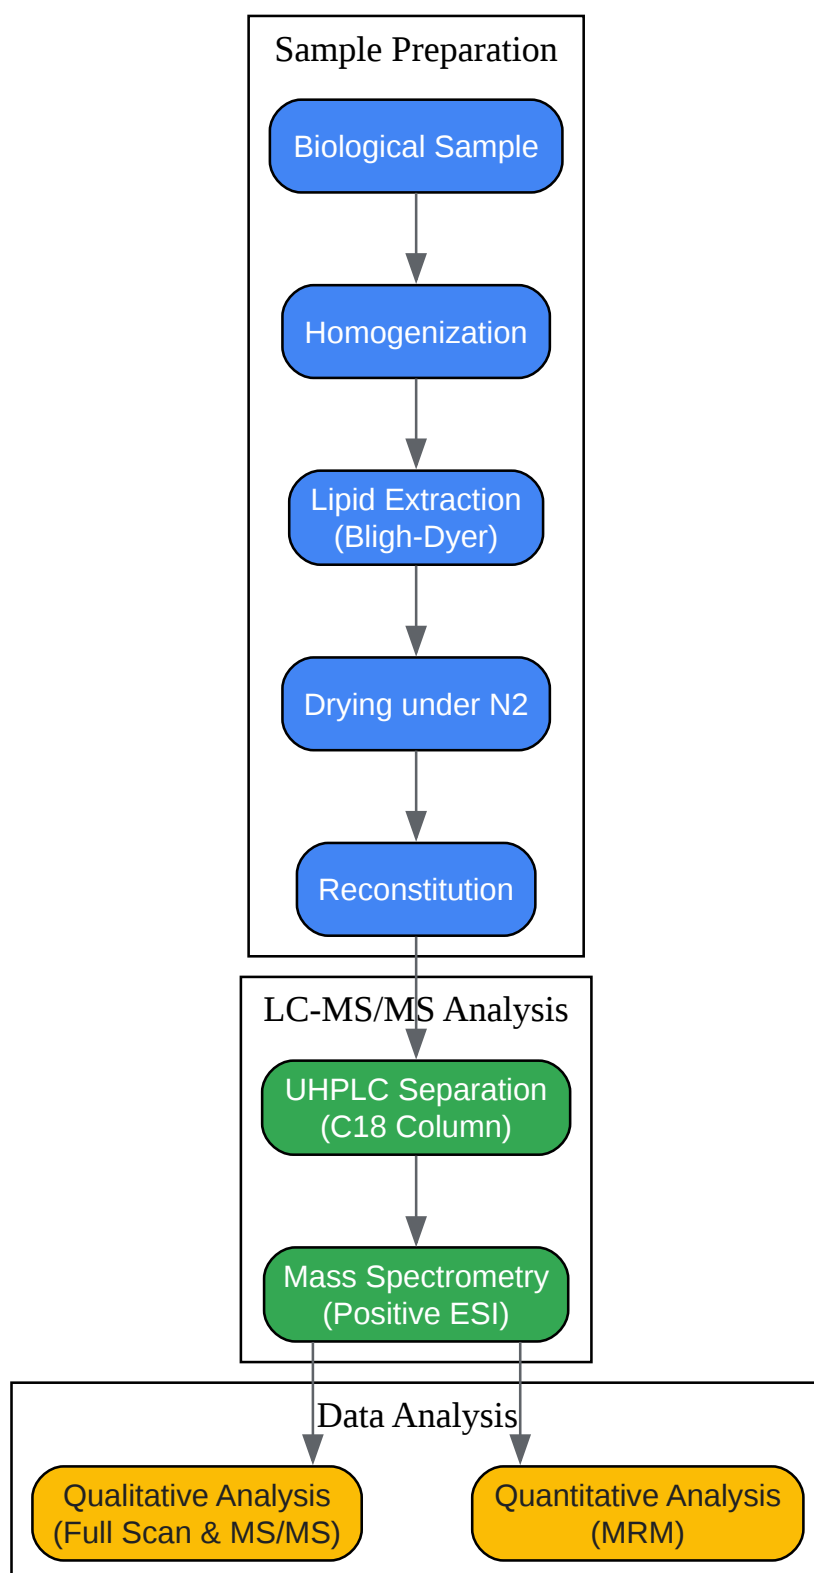 Sample Preparation
Biological Sample
Homogenization
Lipid Extraction
(Bligh-Dyer)
Drying under N2
Reconstitution
LC-MS/MS Analysis
UHPLC Separation
(C18 Column)
Mass Spectrometry
(Positive ESI)
Data Analysis
Qualitative Analysis
(Full Scan & MS/MS)
Quantitative Analysis
(MRM)